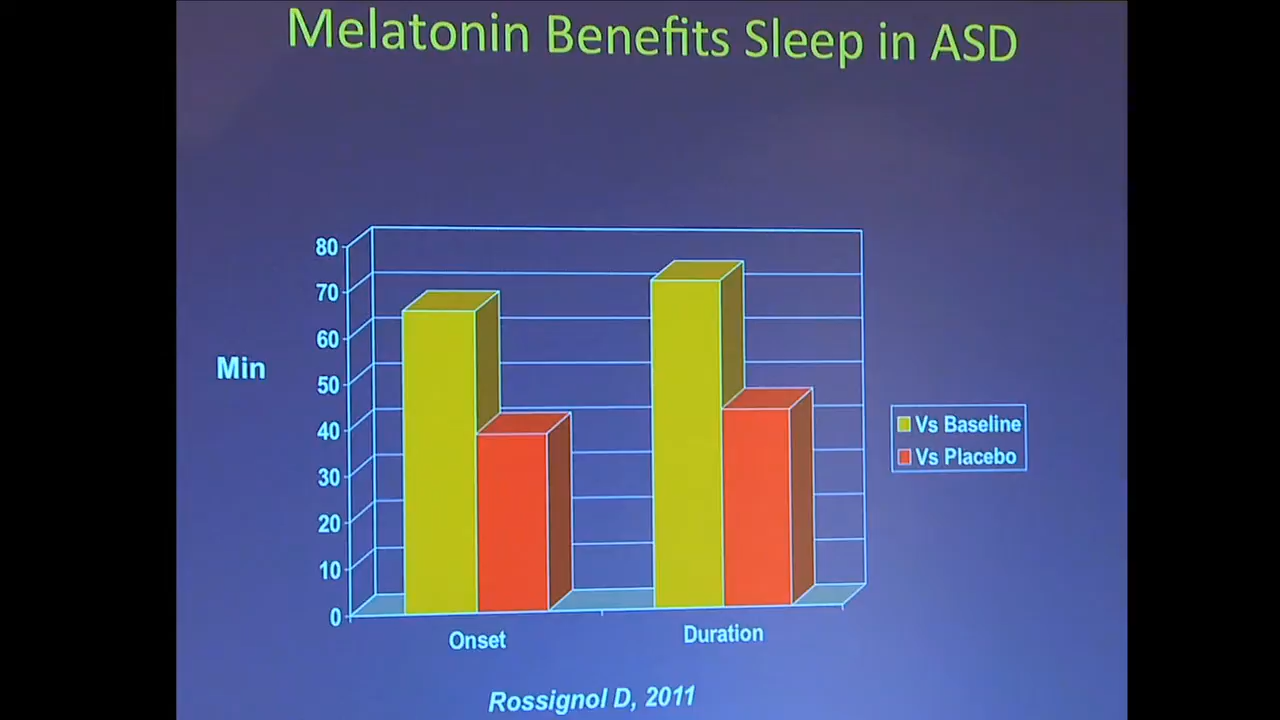 Melatonin Benefits Sleep in ASD
80
70
60
50
40
30
20
10
0
Min
Vs Baseline
Vs Placebo
Onset
Duration
Rossignol D, 2011